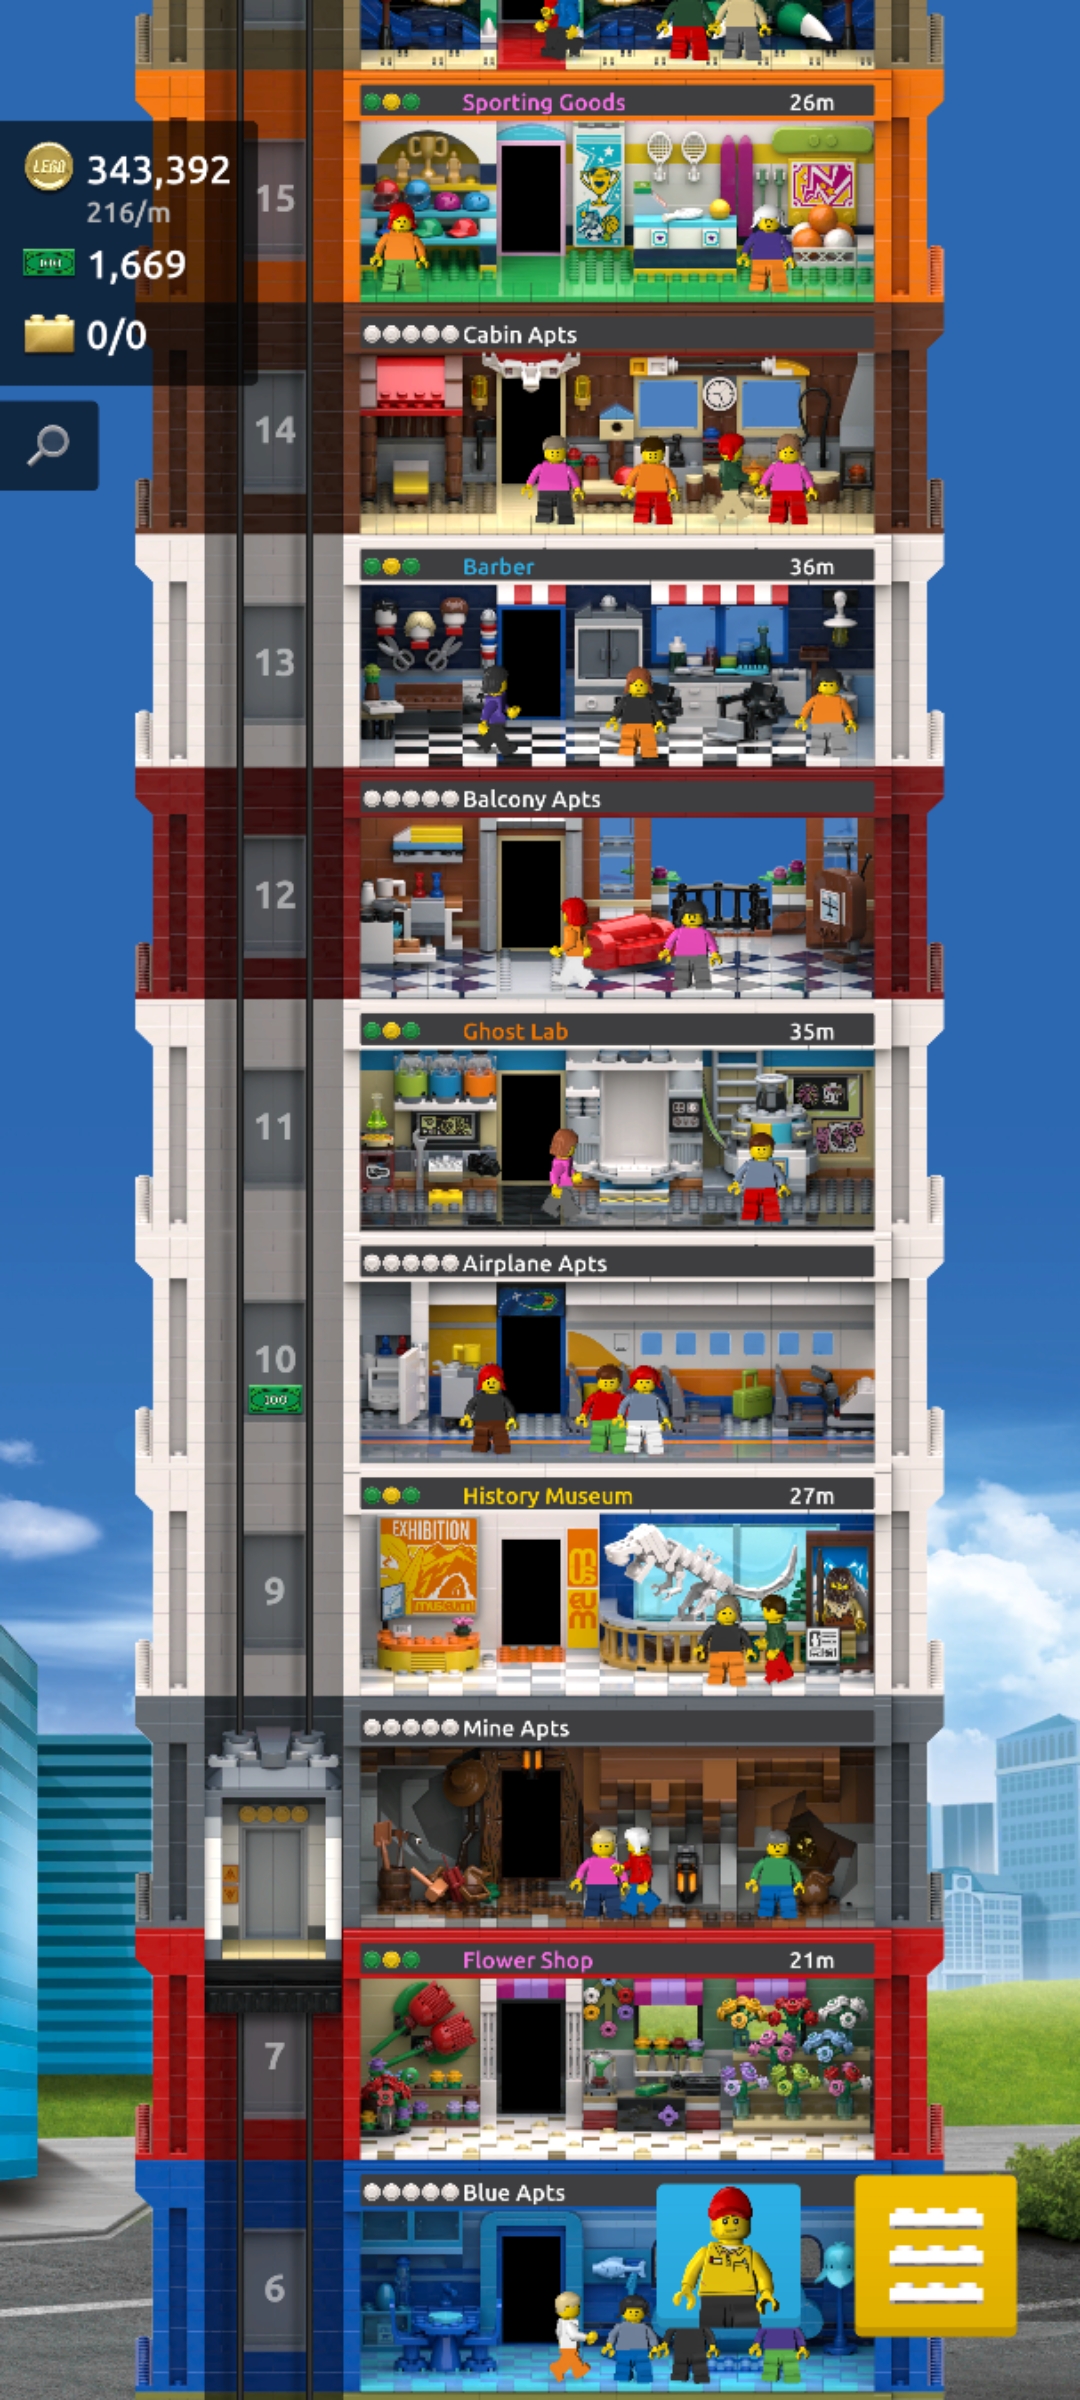 Sporting Goods 26m
LEGO 343,392
216/m
1,669
0/0
15
Cabin Apts
14
Barber 36m
13
Balcony Apts
12
Ghost Lab 35m
11
Airplane Apts
10
100
History Museum 27m
EXHIBITION
MUSEUM
9
Mine Apts
Flower Shop 21m
7
Blue Apts
6